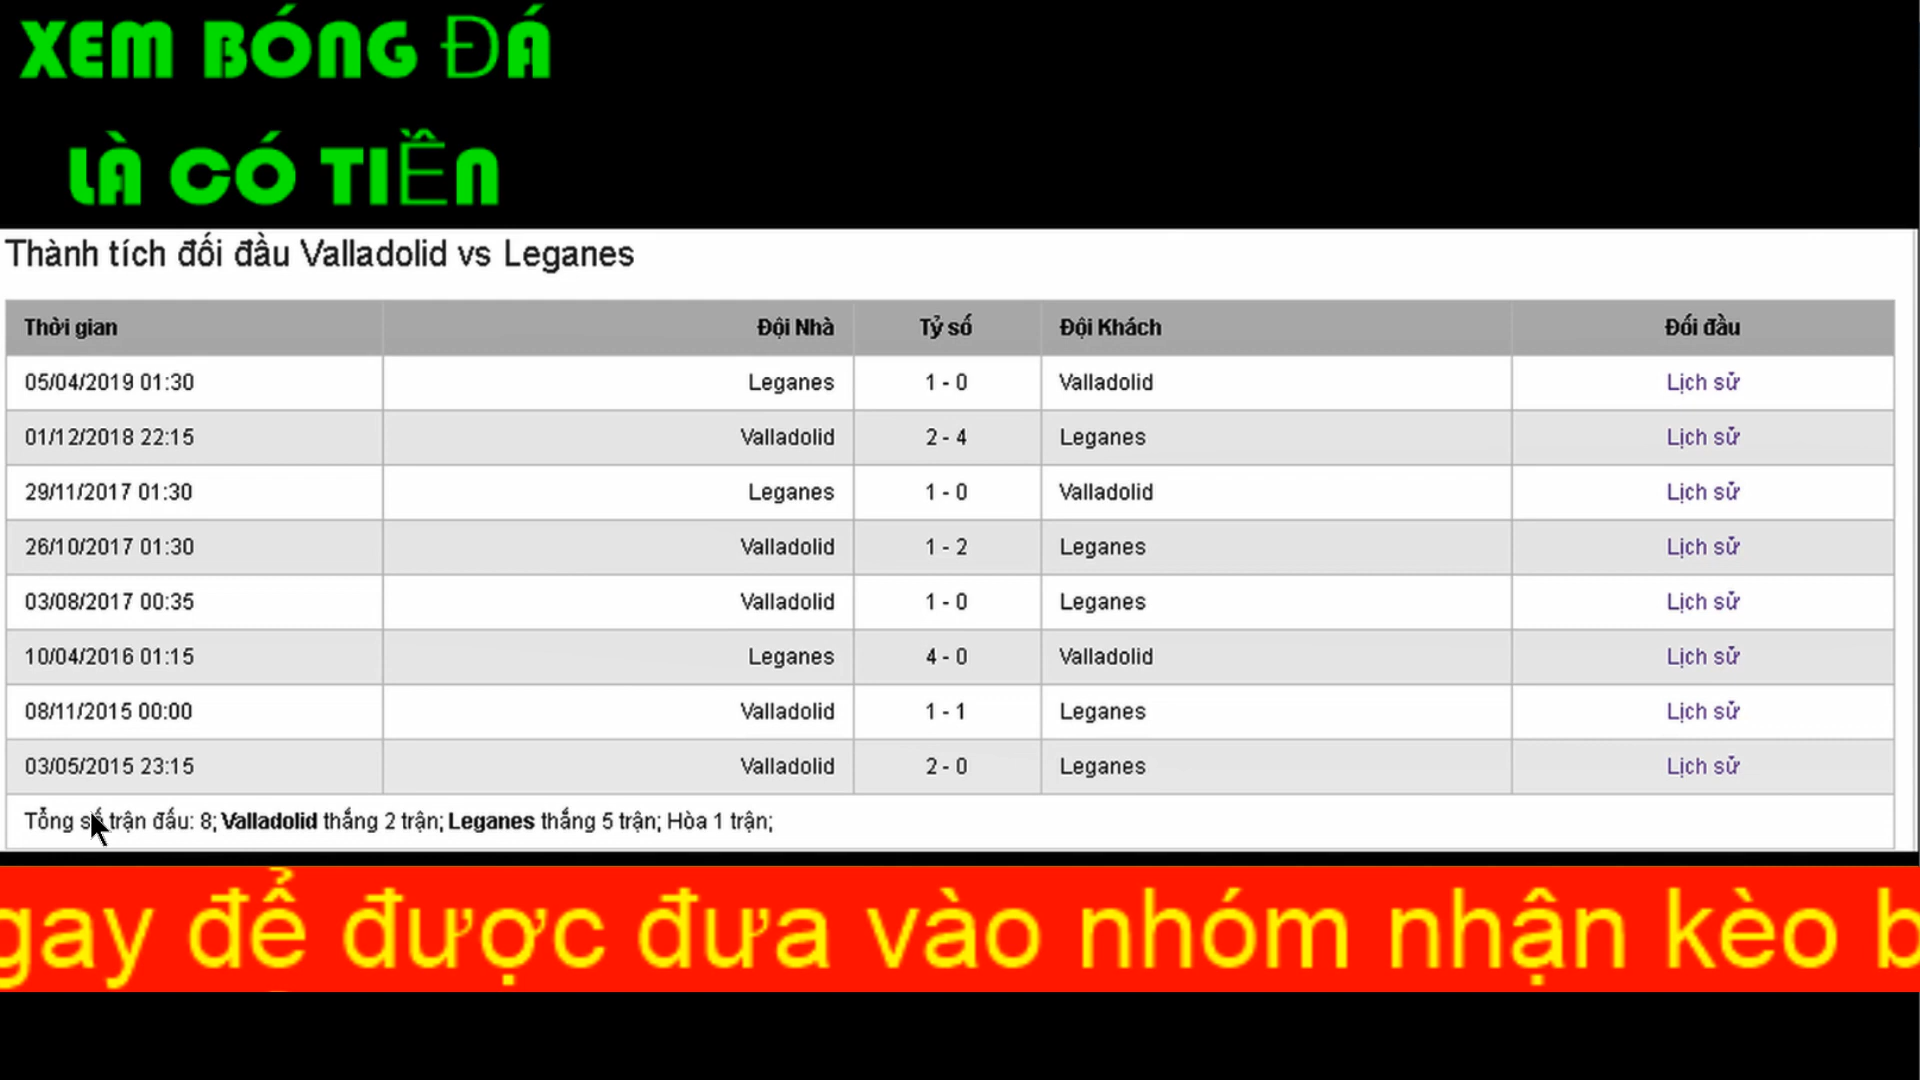 XEM BÓNG ĐÁ
LÀ CÓ TIỀN
Thành tích đối đầu Valladolid vs Leganes
Thời gian Đội Nhà Tỷ số Đội Khách Đối đầu
05/04/2019 01:30 Leganes 1 - 0 Valladolid Lịch sử
01/12/2018 22:15 Valladolid 2 - 4 Leganes Lịch sử
29/11/2017 01:30 Leganes 1 - 0 Valladolid Lịch sử
26/10/2017 01:30 Valladolid 1 - 2 Leganes Lịch sử
03/08/2017 00:35 Valladolid 1 - 0 Leganes Lịch sử
10/04/2016 01:15 Leganes 4 - 0 Valladolid Lịch sử
08/11/2015 00:00 Valladolid 1 - 1 Leganes Lịch sử
03/05/2015 23:15 Valladolid 2 - 0 Leganes Lịch sử
Tổng số trận đấu: 8; Valladolid thắng 2 trận; Leganes thắng 5 trận; Hòa 1 trận;
gay để được đưa vào nhóm nhận kèo b